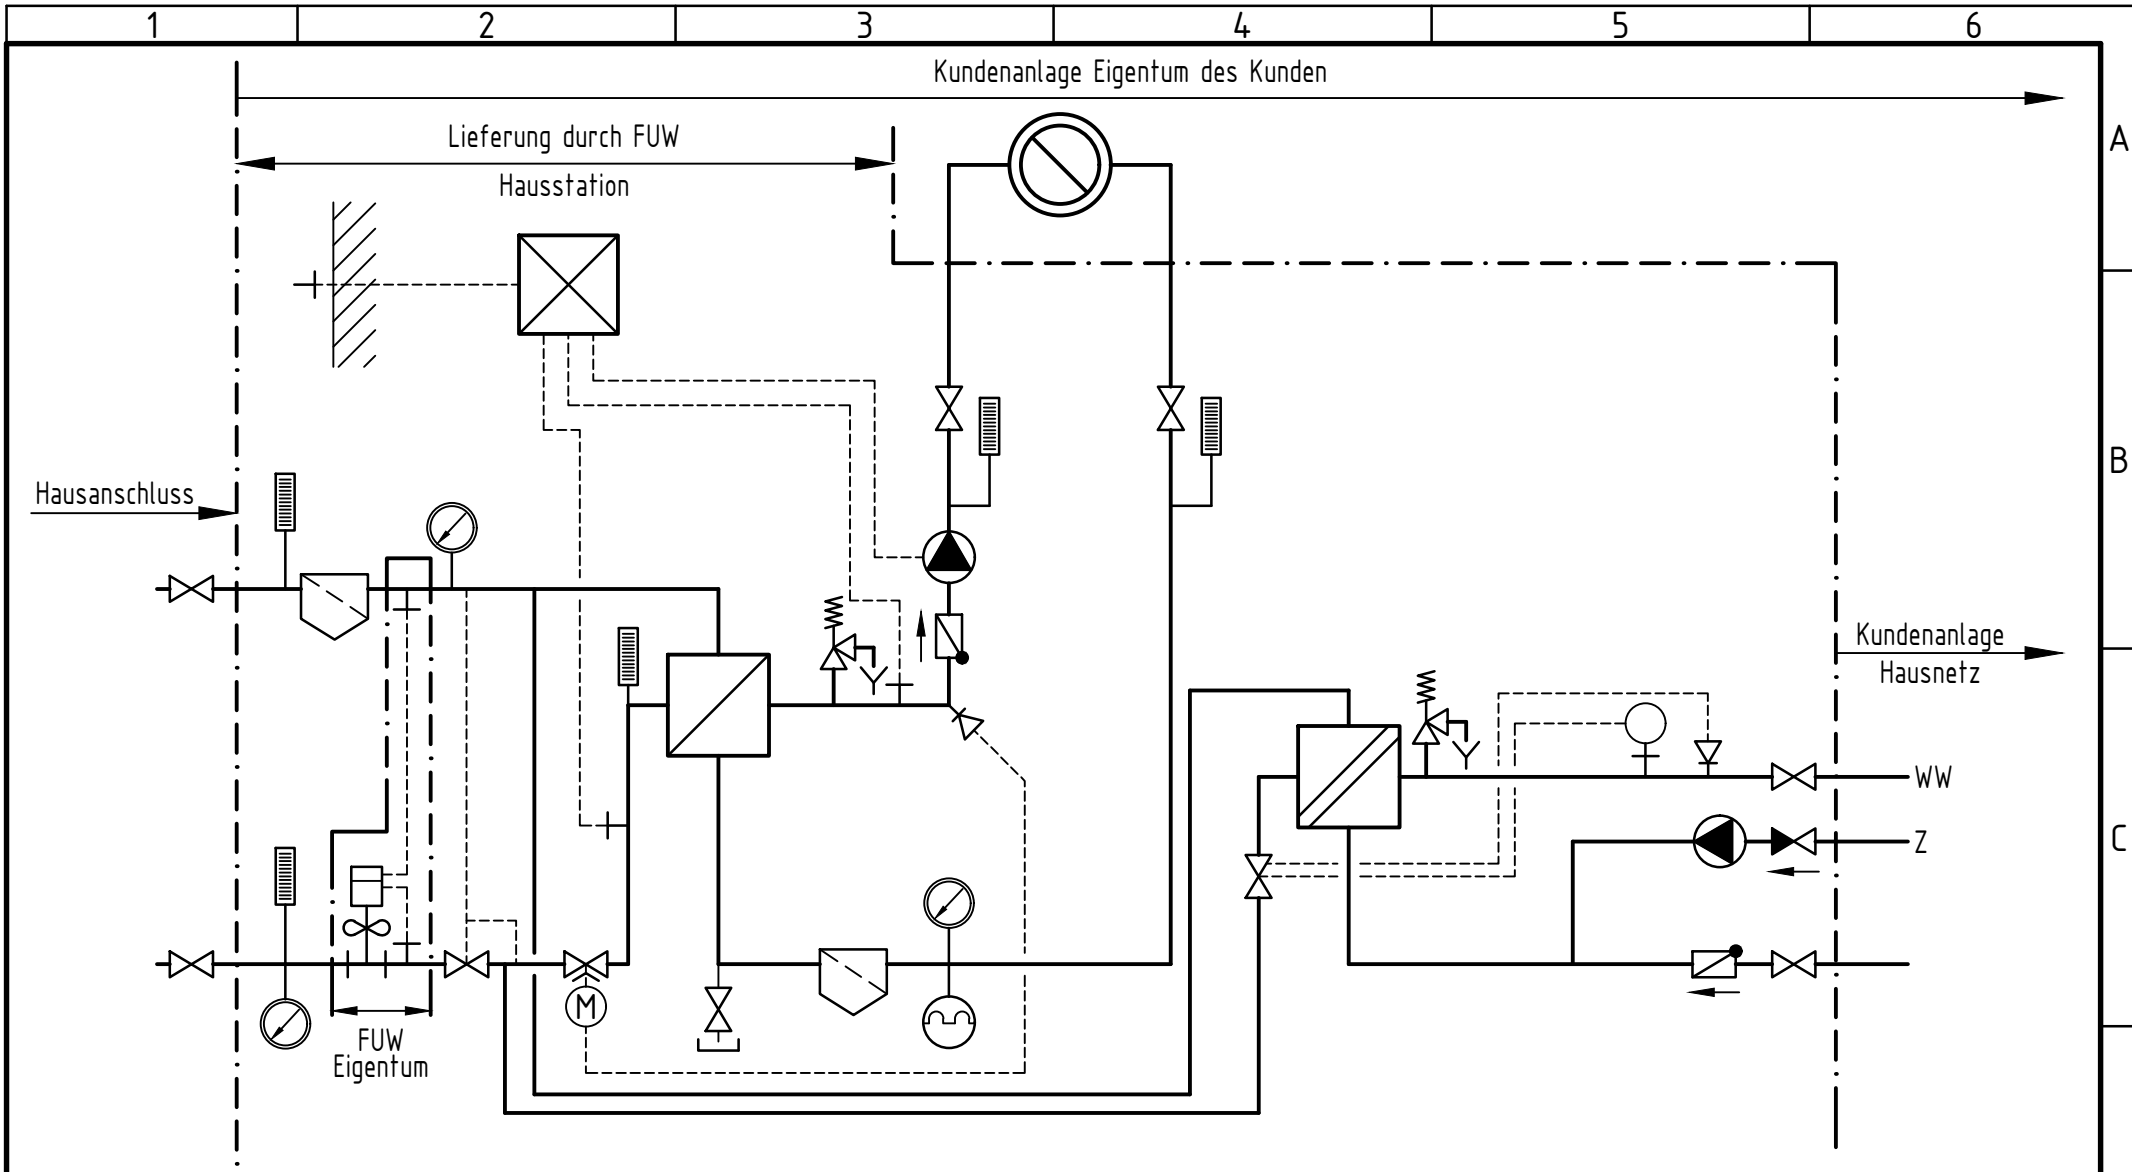 1 2 3 4 5 6
Kundenanlage Eigentum des Kunden
A
Lieferung durch FUW
Hausstation
B
Hausanschluss
Kundenanlage
Hausnetz
WW
Z
C
M
FUW
Eigentum